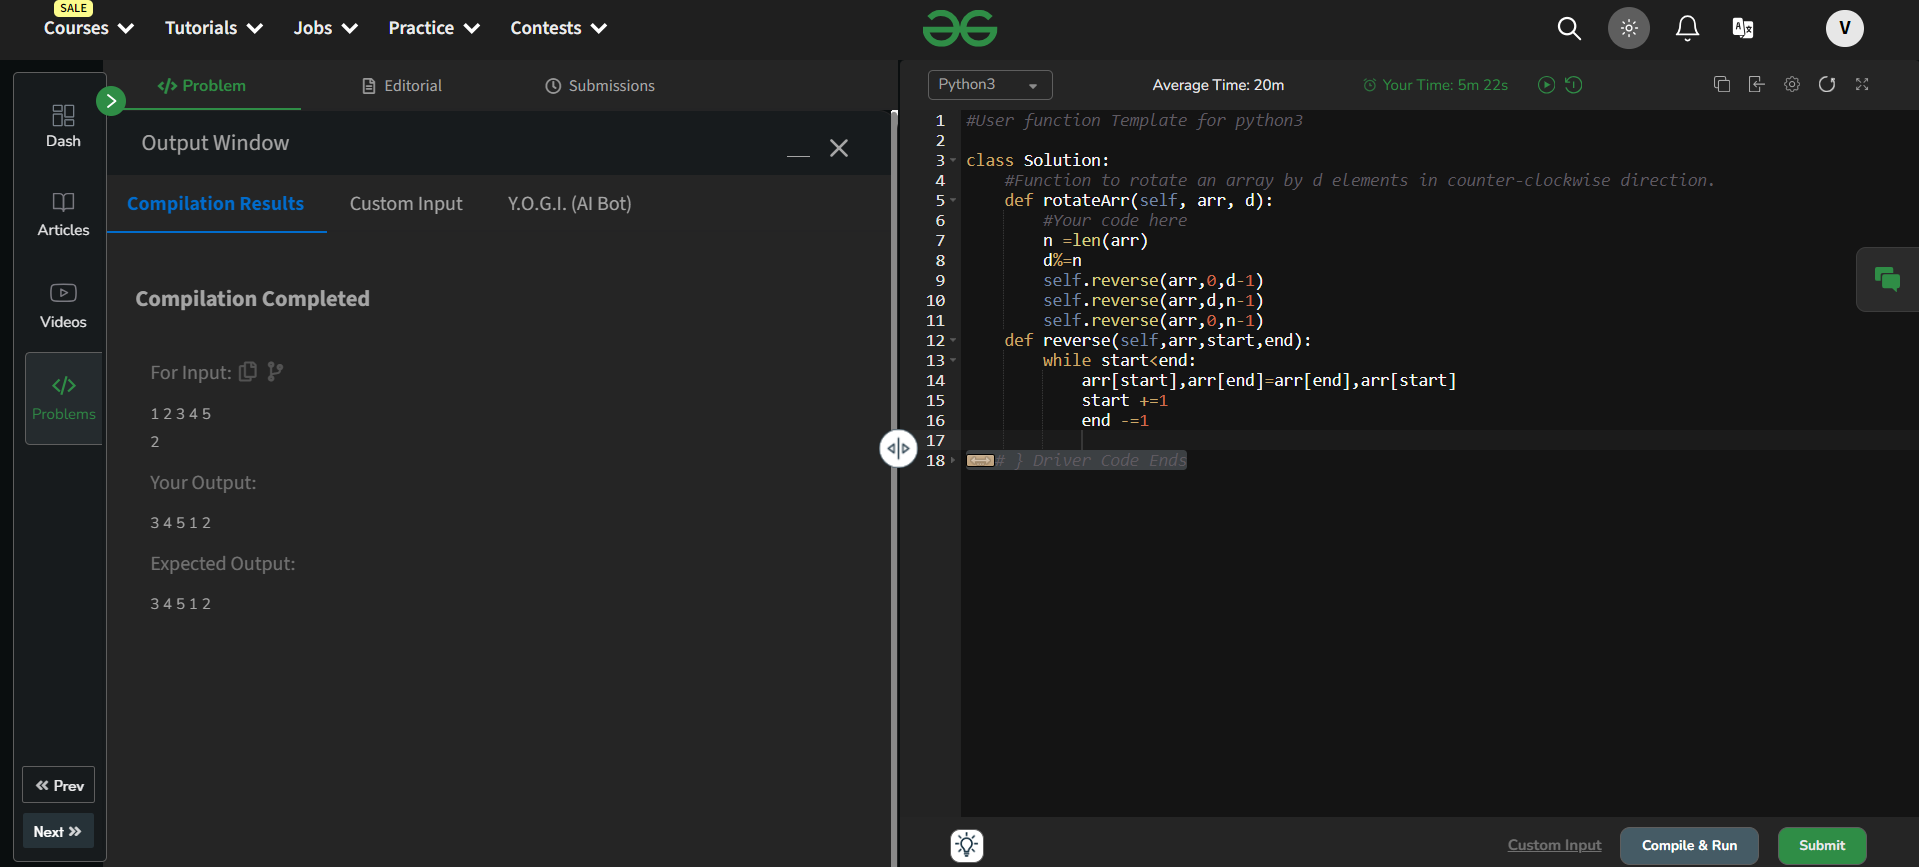 SALE
Courses Tutorials Jobs Practice Contests
V
Dash
Articles
Videos
Problems
Prev
Next
</> Problem Editorial Submissions
Output Window
Compilation Results Custom Input Y.O.G.I. (AI Bot)
Compilation Completed
For Input:
1 2 3 4 5
2
Your Output:
3 4 5 1 2
Expected Output:
3 4 5 1 2
Python3 Average Time: 20m Your Time: 5m 22s
1 #User function Template for python3
2
3 class Solution:
4 #Function to rotate an array by d elements in counter-clockwise direction.
5 def rotateArr(self, arr, d):
6 #Your code here
7 n =len(arr)
8 d%=n
9 self.reverse(arr,0,d-1)
10 self.reverse(arr,d,n-1)
11 self.reverse(arr,0,n-1)
12 def reverse(self,arr,start,end):
13 while start<end:
14 arr[start],arr[end]=arr[end],arr[start]
15 start +=1
16 end -=1
17
18 # } Driver Code Ends
Custom Input Compile & Run Submit